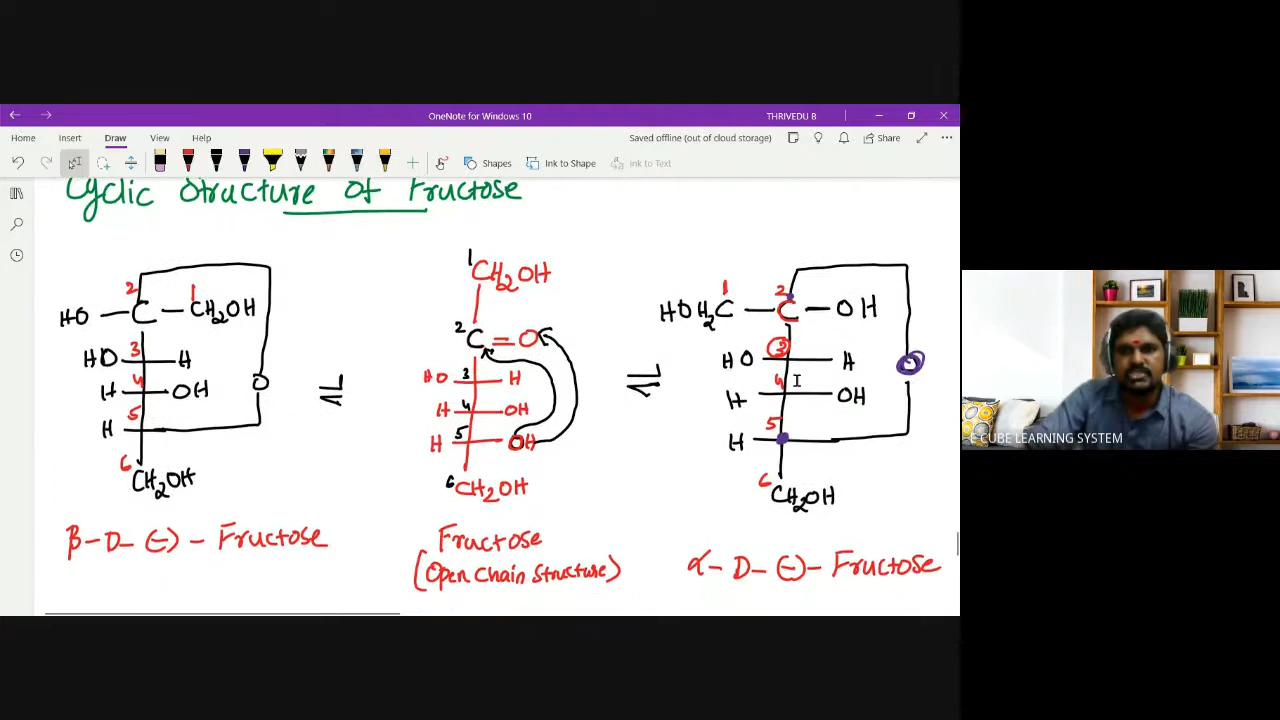 OneNote for Windows 10
THRIVEDU B
Home Insert Draw View Help
Saved offline (out of cloud storage)
Share
Shapes
Ink to Shape
Ink to Text
Cyclic Structure of Fructose
2 1
HO C CH2OH
HO 3 H
H 4 OH
5
H
O
6
CH2OH
β-D-(-)-Fructose
⇌
1
CH2OH
2
C=O
HO 3 H
H 4 OH
H 5 OH
6
CH2OH
Fructose
(Open chain structure)
⇌
1 2
HOH2C C OH
3
HO H
4
H OH
5
H
O
6
CH2OH
α-D-(-)-Fructose
C CUBE LEARNING SYSTEM